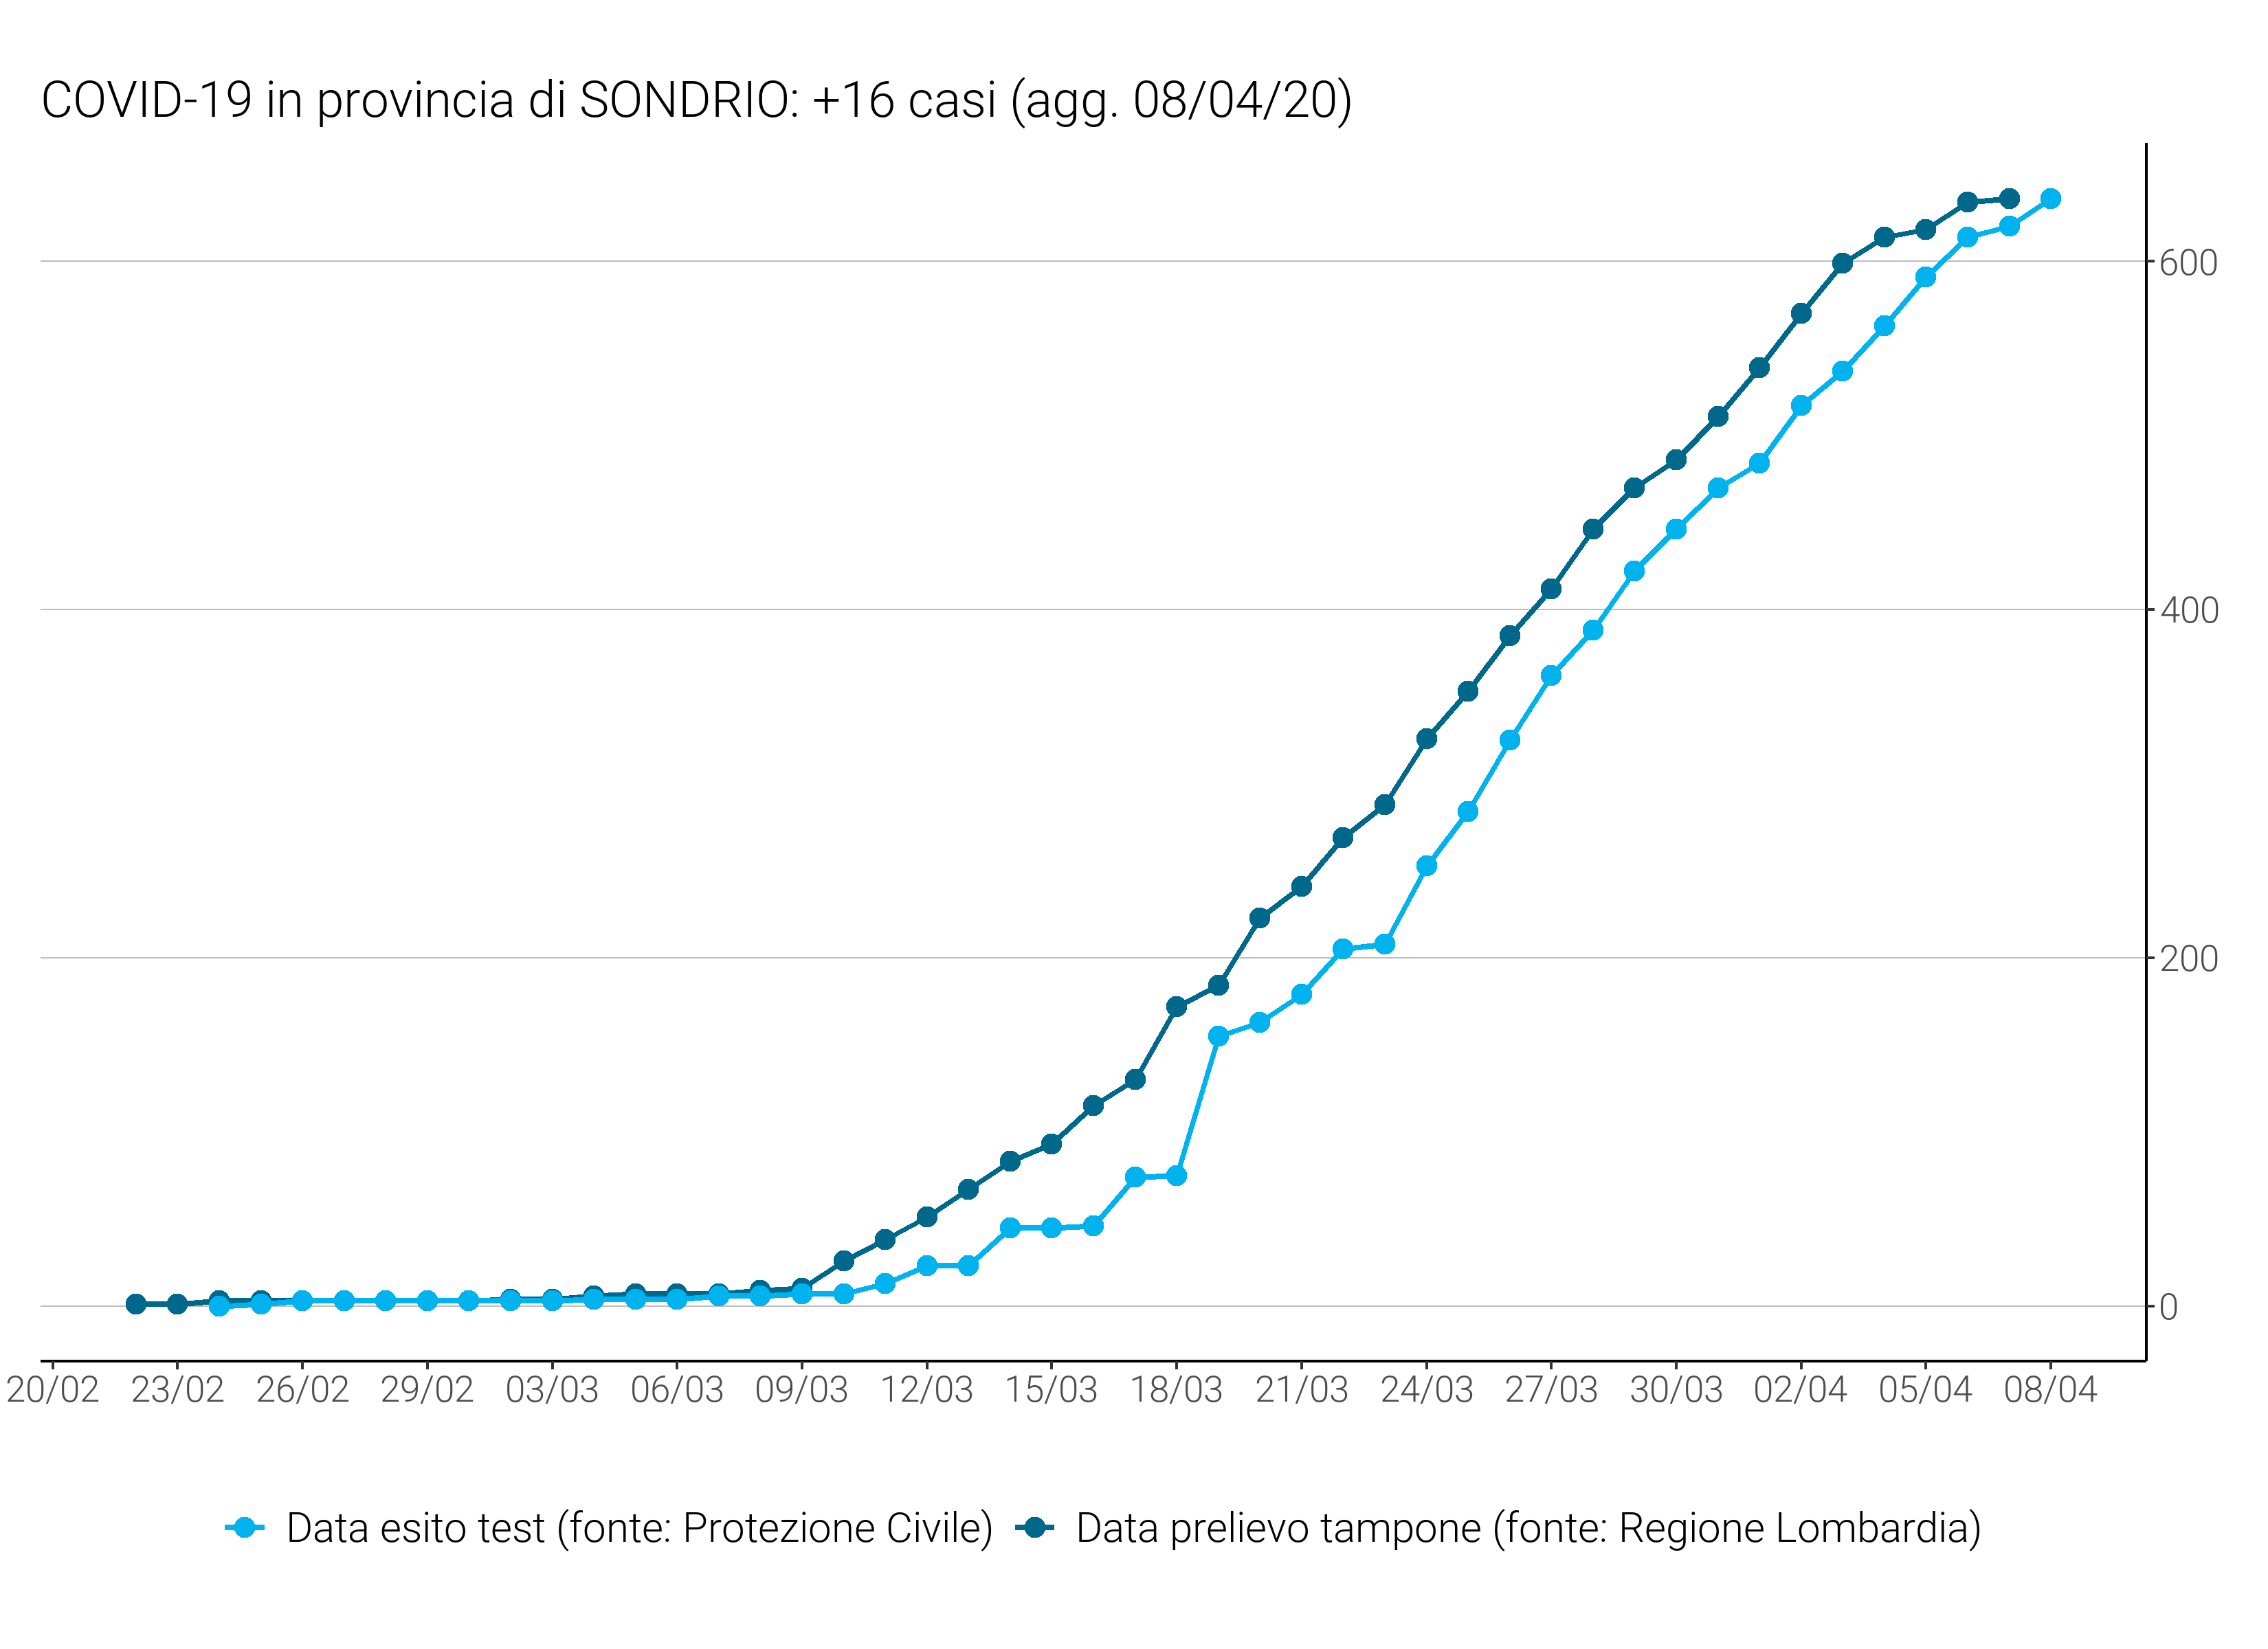 COVID-19 in provincia di SONDRIO: +16 casi (agg. 08/04/20)
600
400
200
0
20/02 23/02 26/02 29/02 03/03 06/03 09/03 12/03 15/03 18/03 21/03 24/03 27/03 30/03 02/04 05/04 08/04
Data esito test (fonte: Protezione Civile) Data prelievo tampone (fonte: Regione Lombardia)